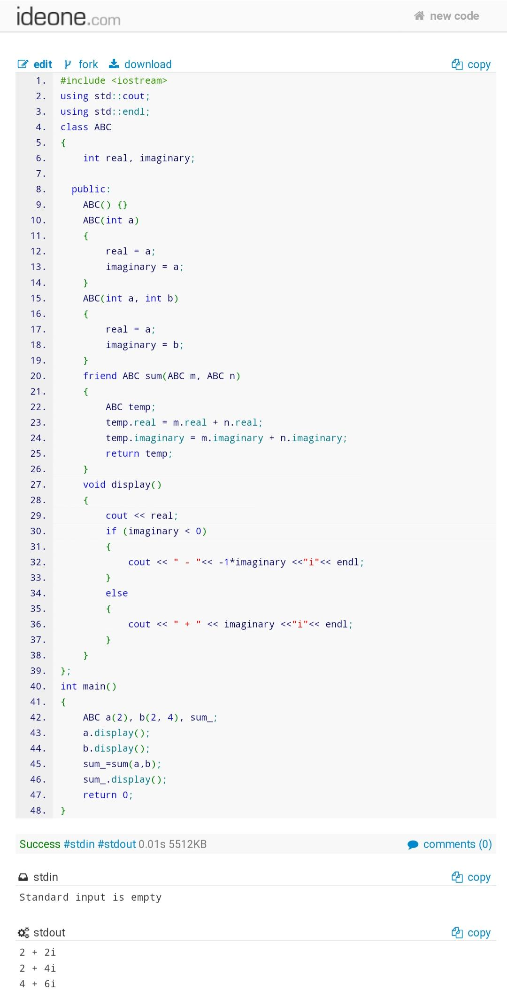 ideone.com new code
edit fork download copy
1. #include <iostream>
2. using std::cout;
3. using std::endl;
4. class ABC
5. {
6.     int real, imaginary;
7.
8.   public:
9.     ABC() {}
10.     ABC(int a)
11.     {
12.         real = a;
13.         imaginary = a;
14.     }
15.     ABC(int a, int b)
16.     {
17.         real = a;
18.         imaginary = b;
19.     }
20.     friend ABC sum(ABC m, ABC n)
21.     {
22.         ABC temp;
23.         temp.real = m.real + n.real;
24.         temp.imaginary = m.imaginary + n.imaginary;
25.         return temp;
26.     }
27.     void display()
28.     {
29.         cout << real;
30.         if (imaginary < 0)
31.         {
32.             cout << " - "<< -1*imaginary <<"i"<< endl;
33.         }
34.         else
35.         {
36.             cout << " + " << imaginary <<"i"<< endl;
37.         }
38.     }
39. };
40. int main()
41. {
42.     ABC a(2), b(2, 4), sum_;
43.     a.display();
44.     b.display();
45.     sum_=sum(a,b);
46.     sum_.display();
47.     return 0;
48. }
Success #stdin #stdout 0.01s 5512KB comments (0)
stdin copy
Standard input is empty
stdout copy
2 + 2i
2 + 4i
4 + 6i